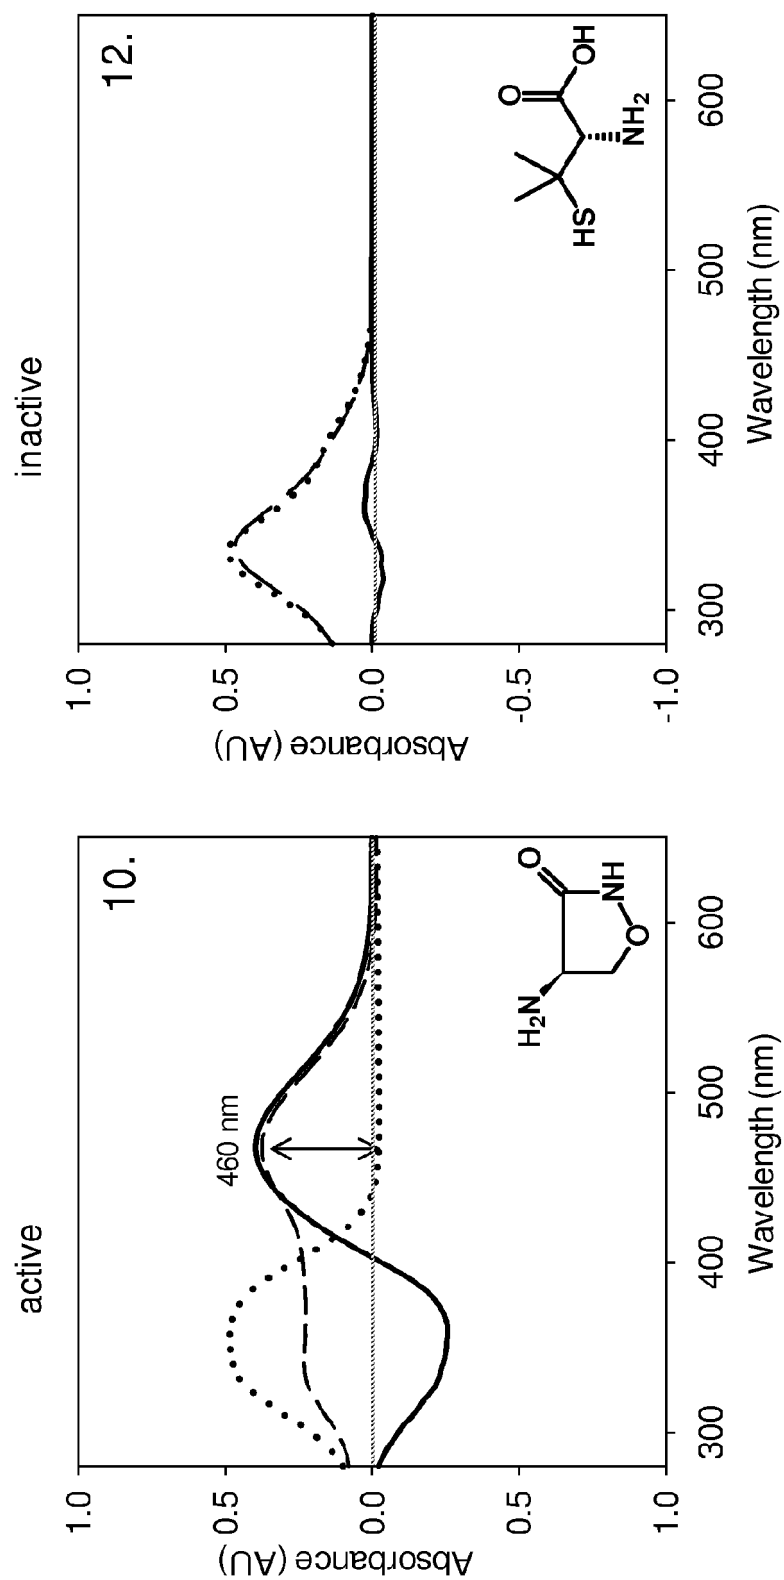 active
10.
Absorbance (AU)
1.0
0.5
0.0
0.5
1.0
460 nm
H₂N
O
NH
O
300
400
500
600
Wavelength (nm)
inactive
12.
Absorbance (AU)
1.0
0.5
0.0
-0.5
-1.0
O
OH
NH₂
HS
300
400
500
600
Wavelength (nm)